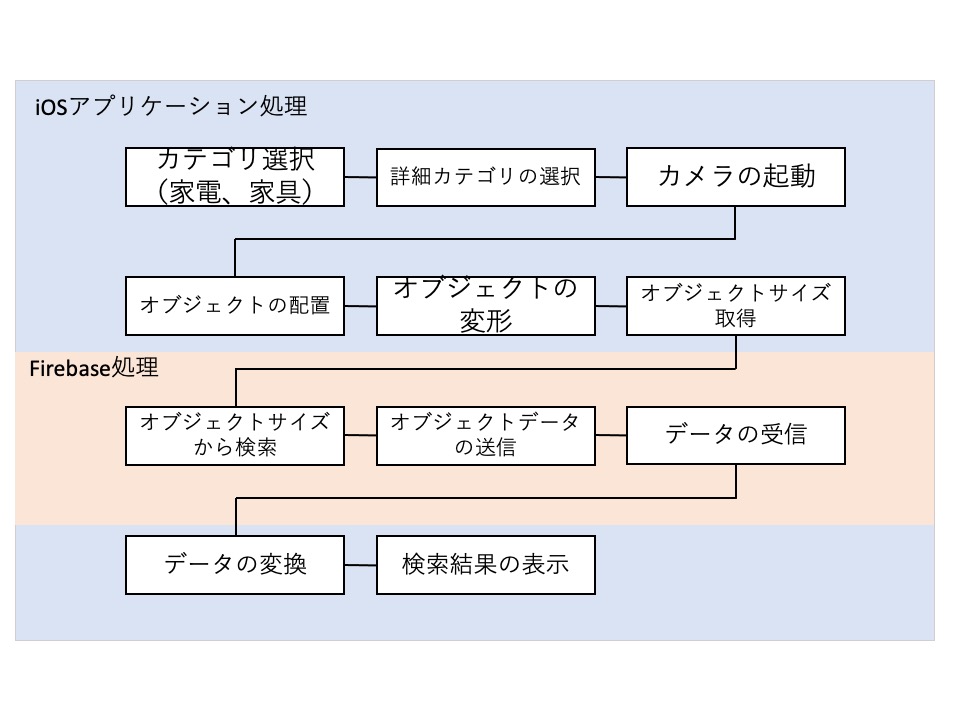 iOSアプリケーション処理
カテゴリ選択
（家電、家具）
詳細カテゴリの選択
カメラの起動
オブジェクトの配置
オブジェクトの
変形
オブジェクトサイズ
取得
Firebase処理
オブジェクトサイズ
から検索
オブジェクトデータ
の送信
データの受信
データの変換
検索結果の表示